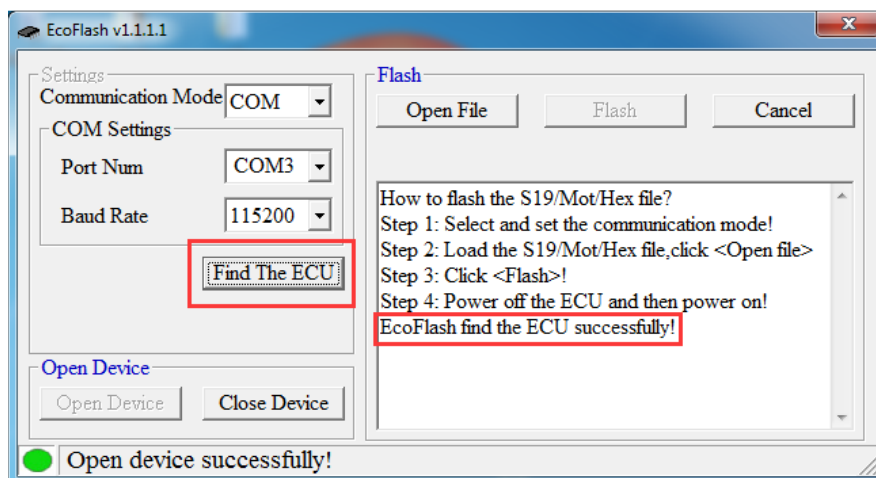 EcoFlash v1.1.1.1
Settings
Communication Mode COM
COM Settings
Port Num COM3
Baud Rate 115200
Find The ECU
Open Device
Open Device Close Device
Flash
Open File Flash Cancel
How to flash the S19/Mot/Hex file?
Step 1: Select and set the communication mode!
Step 2: Load the S19/Mot/Hex file,click <Open file>
Step 3: Click <Flash>!
Step 4: Power off the ECU and then power on!
EcoFlash find the ECU successfully!
Open device successfully!